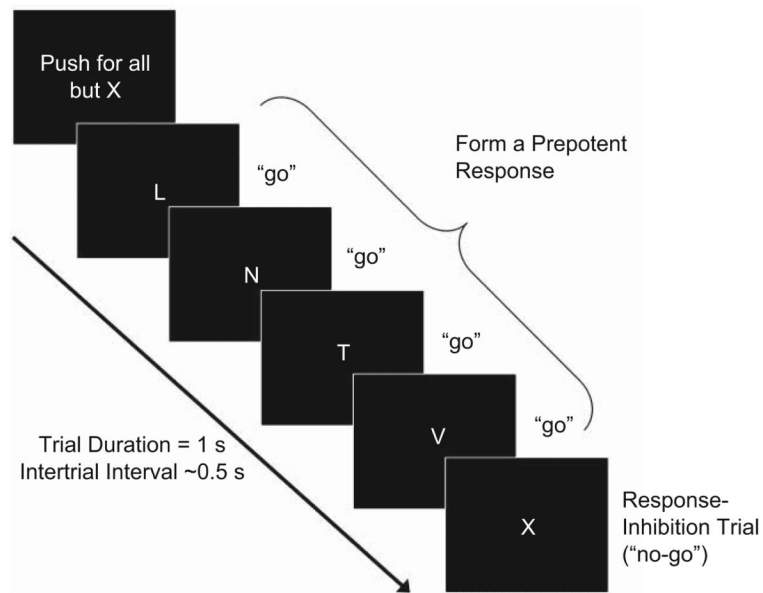 Push for all
but X
L
“go”
Form a Prepotent
Response
N
“go”
T
“go”
V
“go”
Trial Duration = 1 s
Intertrial Interval ~0.5 s
X
Response-
Inhibition Trial
(“no-go”)